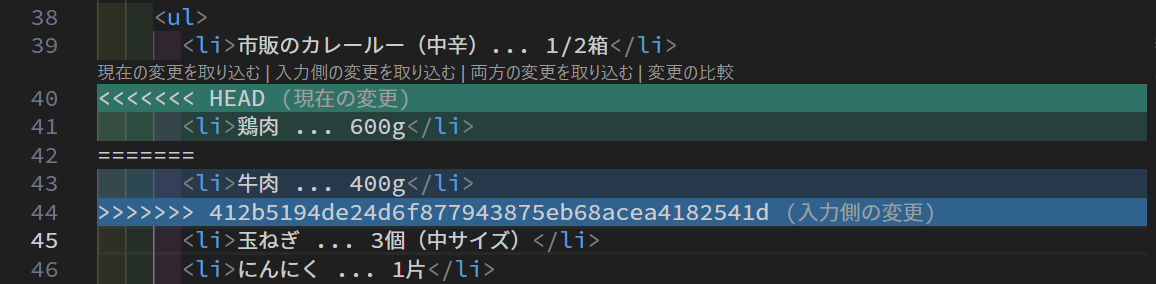 38 <ul>
39 <li>市販のカレールー（中辛）... 1/2箱</li>
現在の変更を取り込む | 入力側の変更を取り込む | 両方の変更を取り込む | 変更の比較
40 <<<<<<< HEAD (現在の変更)
41 <li>鶏肉 ... 600g</li>
42 =======
43 <li>牛肉 ... 400g</li>
44 >>>>>>> 412b5194de24d6f877943875eb68acea4182541d (入力側の変更)
45 <li>玉ねぎ ... 3個（中サイズ）</li>
46 <li>にんにく ... 1片</li>